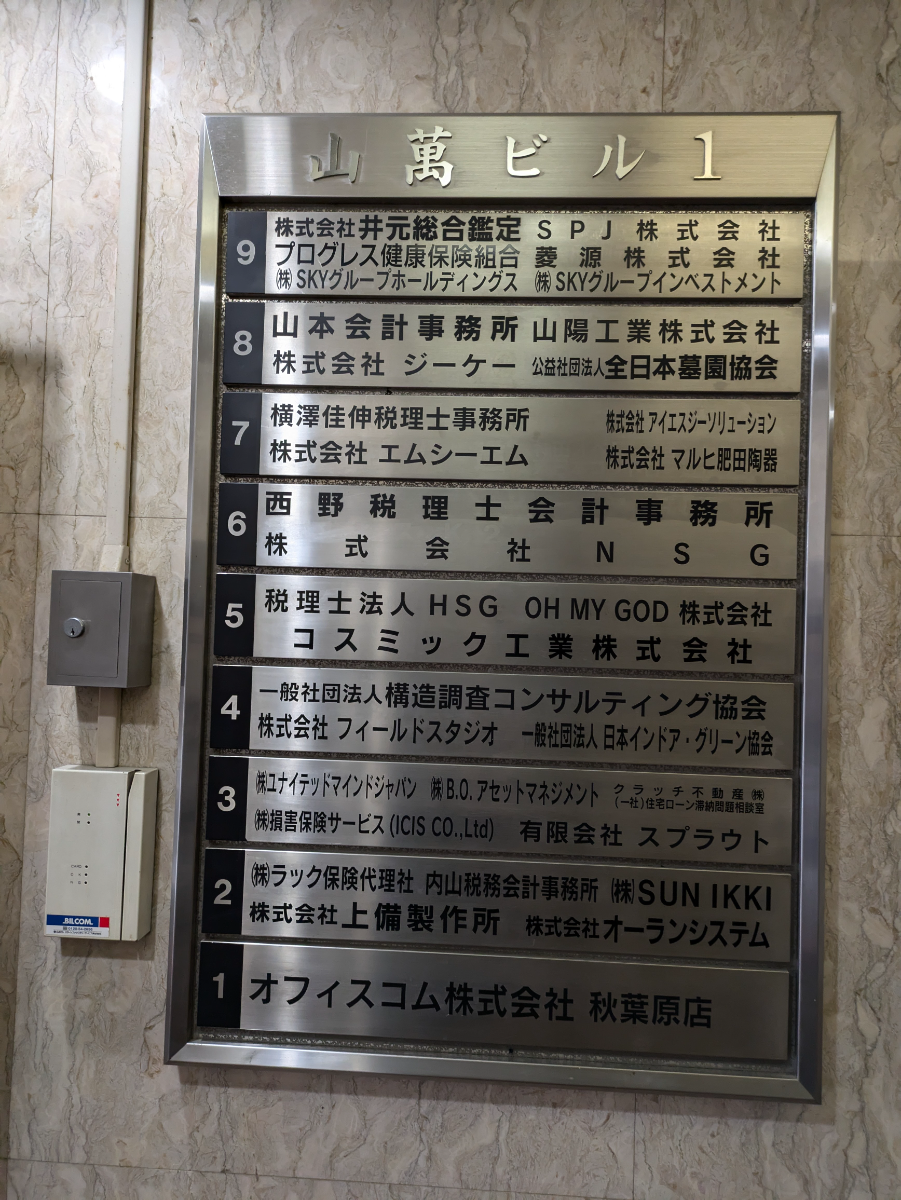 山萬ビル1
9
株式会社 井元総合鑑定 SPJ株式会社
プログレス健康保険組合 菱源株式会社
㈱SKYグループホールディングス ㈱SKYグループインベストメント
8
山本会計事務所 山陽工業株式会社
株式会社 ジーケー 公益社団法人 全日本墓園協会
7
横澤佳伸税理士事務所 株式会社 アイエスジーソリューション
株式会社 エムシーエム 株式会社 マルヒ肥田陶器
6
西野税理士会計事務所
株式会社NSG
5
税理士法人HSG OH MY GOD 株式会社
コスミック工業株式会社
4
一般社団法人 構造調査コンサルティング協会
株式会社 フィールドスタジオ 一般社団法人 日本インドア・グリーン協会
3
㈱ユナイテッドマインドジャパン ㈱B.O.アセットマネジメント クラッチ不動産㈱
(一社)住宅ローン滞納問題相談室
㈱損害保険サービス(ICIS CO.,Ltd) 有限会社 スプラウト
2
㈱ラック保険代理社 内山税務会計事務所 ㈱SUN IKKI
株式会社 上備製作所 株式会社 オーランシステム
1
オフィスコム株式会社 秋葉原店
BILCOM.